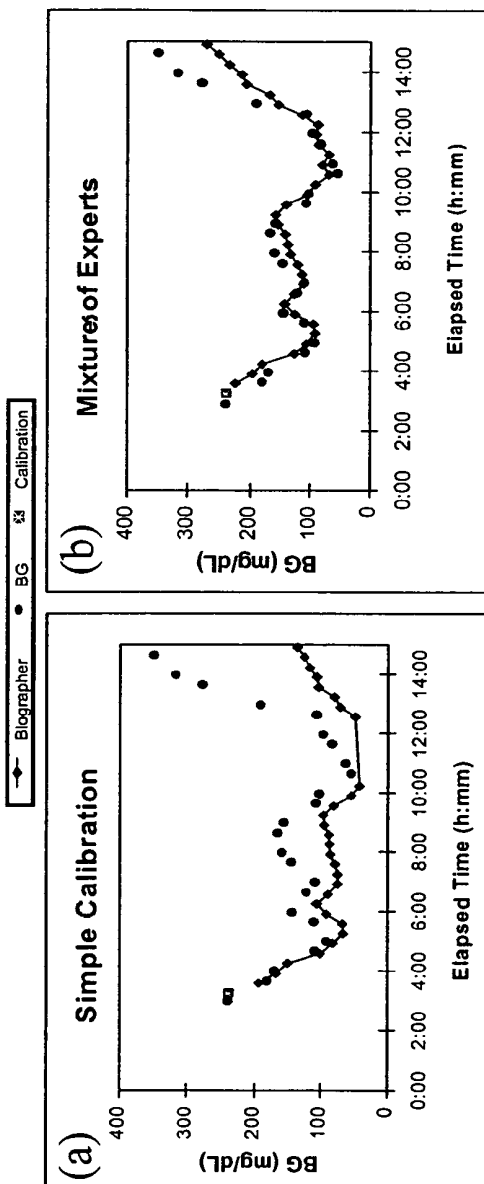 Biographer BG Calibration
(a)
Simple Calibration
BG (mg/dL)
400
300
200
100
0
0:00 2:00 4:00 6:00 8:00 10:00 12:00 14:00
Elapsed Time (h:mm)
(b)
Mixtures of Experts
BG (mg/dL)
400
300
200
100
0
0:00 2:00 4:00 6:00 8:00 10:00 12:00 14:00
Elapsed Time (h:mm)